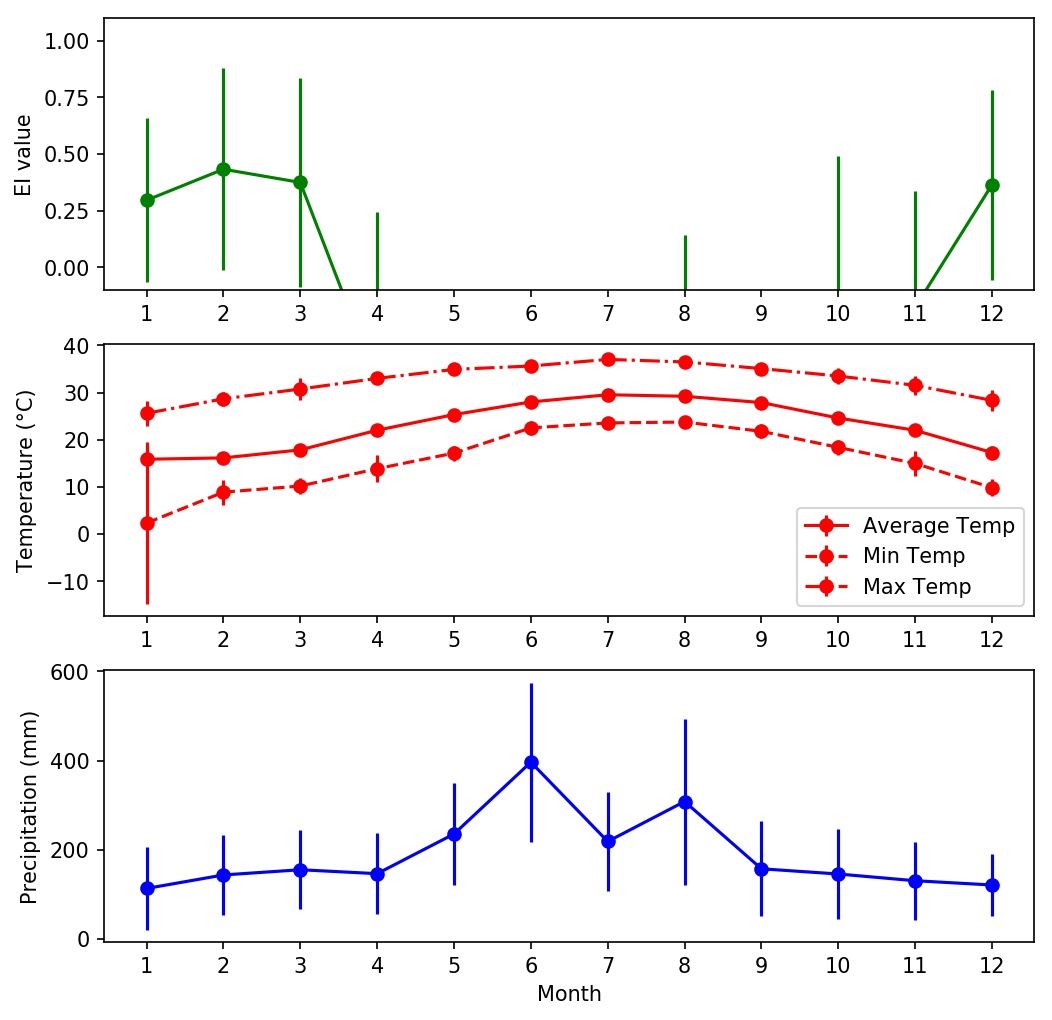 EI value
1.00
0.75
0.50
0.25
0.00
1 2 3 4 5 6 7 8 9 10 11 12
Temperature (°C)
40
30
20
10
0
−10
Average Temp
Min Temp
Max Temp
1 2 3 4 5 6 7 8 9 10 11 12
Precipitation (mm)
600
400
200
0
1 2 3 4 5 6 7 8 9 10 11 12
Month